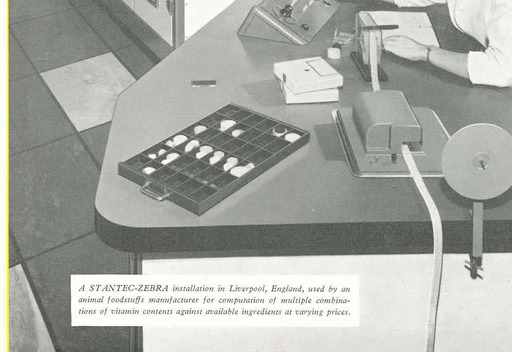 A STANTEC-ZEBRA installation in Liverpool, England, used by an
animal foodstuffs manufacturer for computation of multiple combina-
tions of vitamin contents against available ingredients at varying prices.